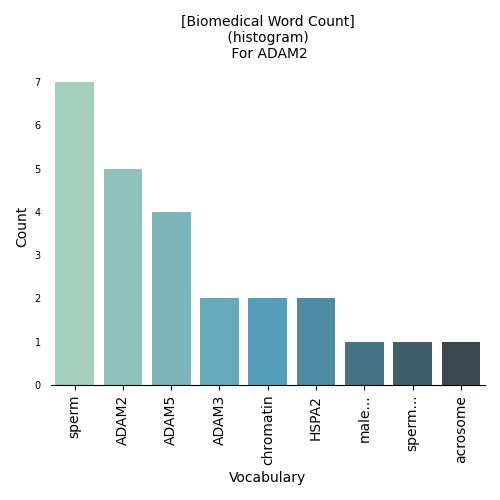 [Biomedical Word Count]
(histogram)
For ADAM2
7
6
5
4
3
2
1
0
Count
sperm
ADAM2
ADAM5
ADAM3
chromatin
HSPA2
male...
sperm...
acrosome
Vocabulary